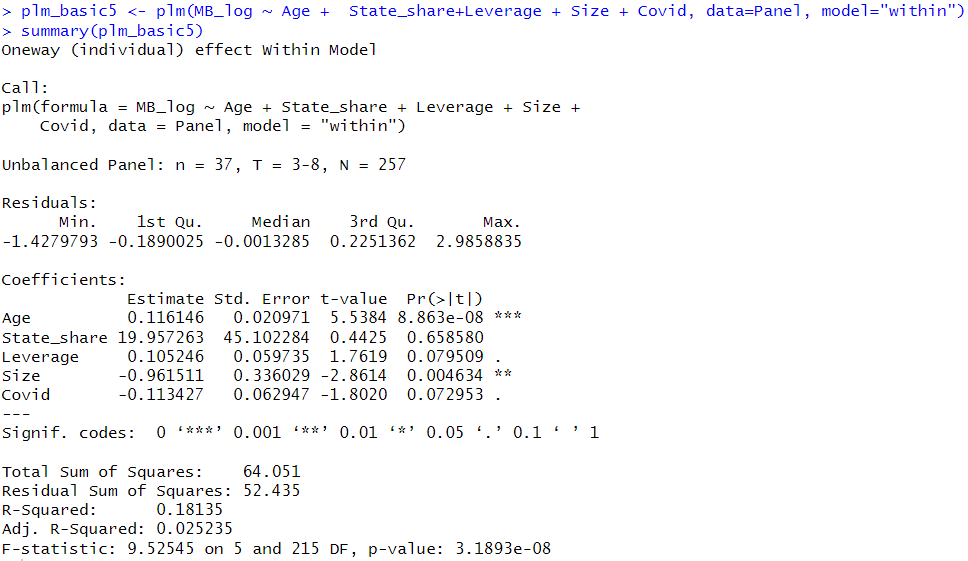 > plm_basic5 <- plm(MB_log ~ Age +  State_share+Leverage + Size + Covid, data=Panel, model="within")
> summary(plm_basic5)
Oneway (individual) effect Within Model
Call:
plm(formula = MB_log ~ Age + State_share + Leverage + Size +
    Covid, data = Panel, model = "within")
Unbalanced Panel: n = 37, T = 3-8, N = 257
Residuals:
      Min.    1st Qu.     Median    3rd Qu.       Max.
-1.4279793 -0.1890025 -0.0013285  0.2251362  2.9858835
Coefficients:
             Estimate Std. Error t-value  Pr(>|t|)
Age          0.116146   0.020971  5.5384 8.863e-08 ***
State_share 19.957263  45.102284  0.4425  0.658580
Leverage     0.105246   0.059735  1.7619  0.079509 .
Size        -0.961511   0.336029 -2.8614  0.004634 **
Covid       -0.113427   0.062947 -1.8020  0.072953 .
---
Signif. codes:  0 ‘***’ 0.001 ‘**’ 0.01 ‘*’ 0.05 ‘.’ 0.1 ‘ ’ 1
Total Sum of Squares:    64.051
Residual Sum of Squares: 52.435
R-Squared:      0.18135
Adj. R-Squared: 0.025235
F-statistic: 9.52545 on 5 and 215 DF, p-value: 3.1893e-08